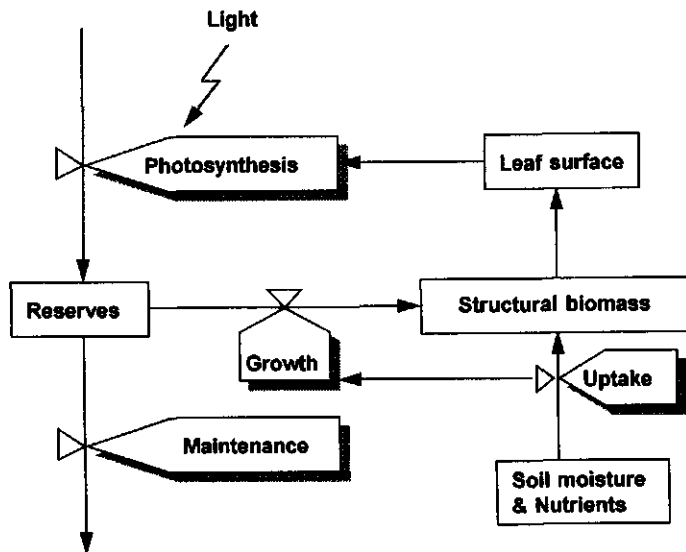 Light
Photosynthesis
Leaf surface
Reserves
Structural biomass
Growth
Uptake
Maintenance
Soil moisture
& Nutrients